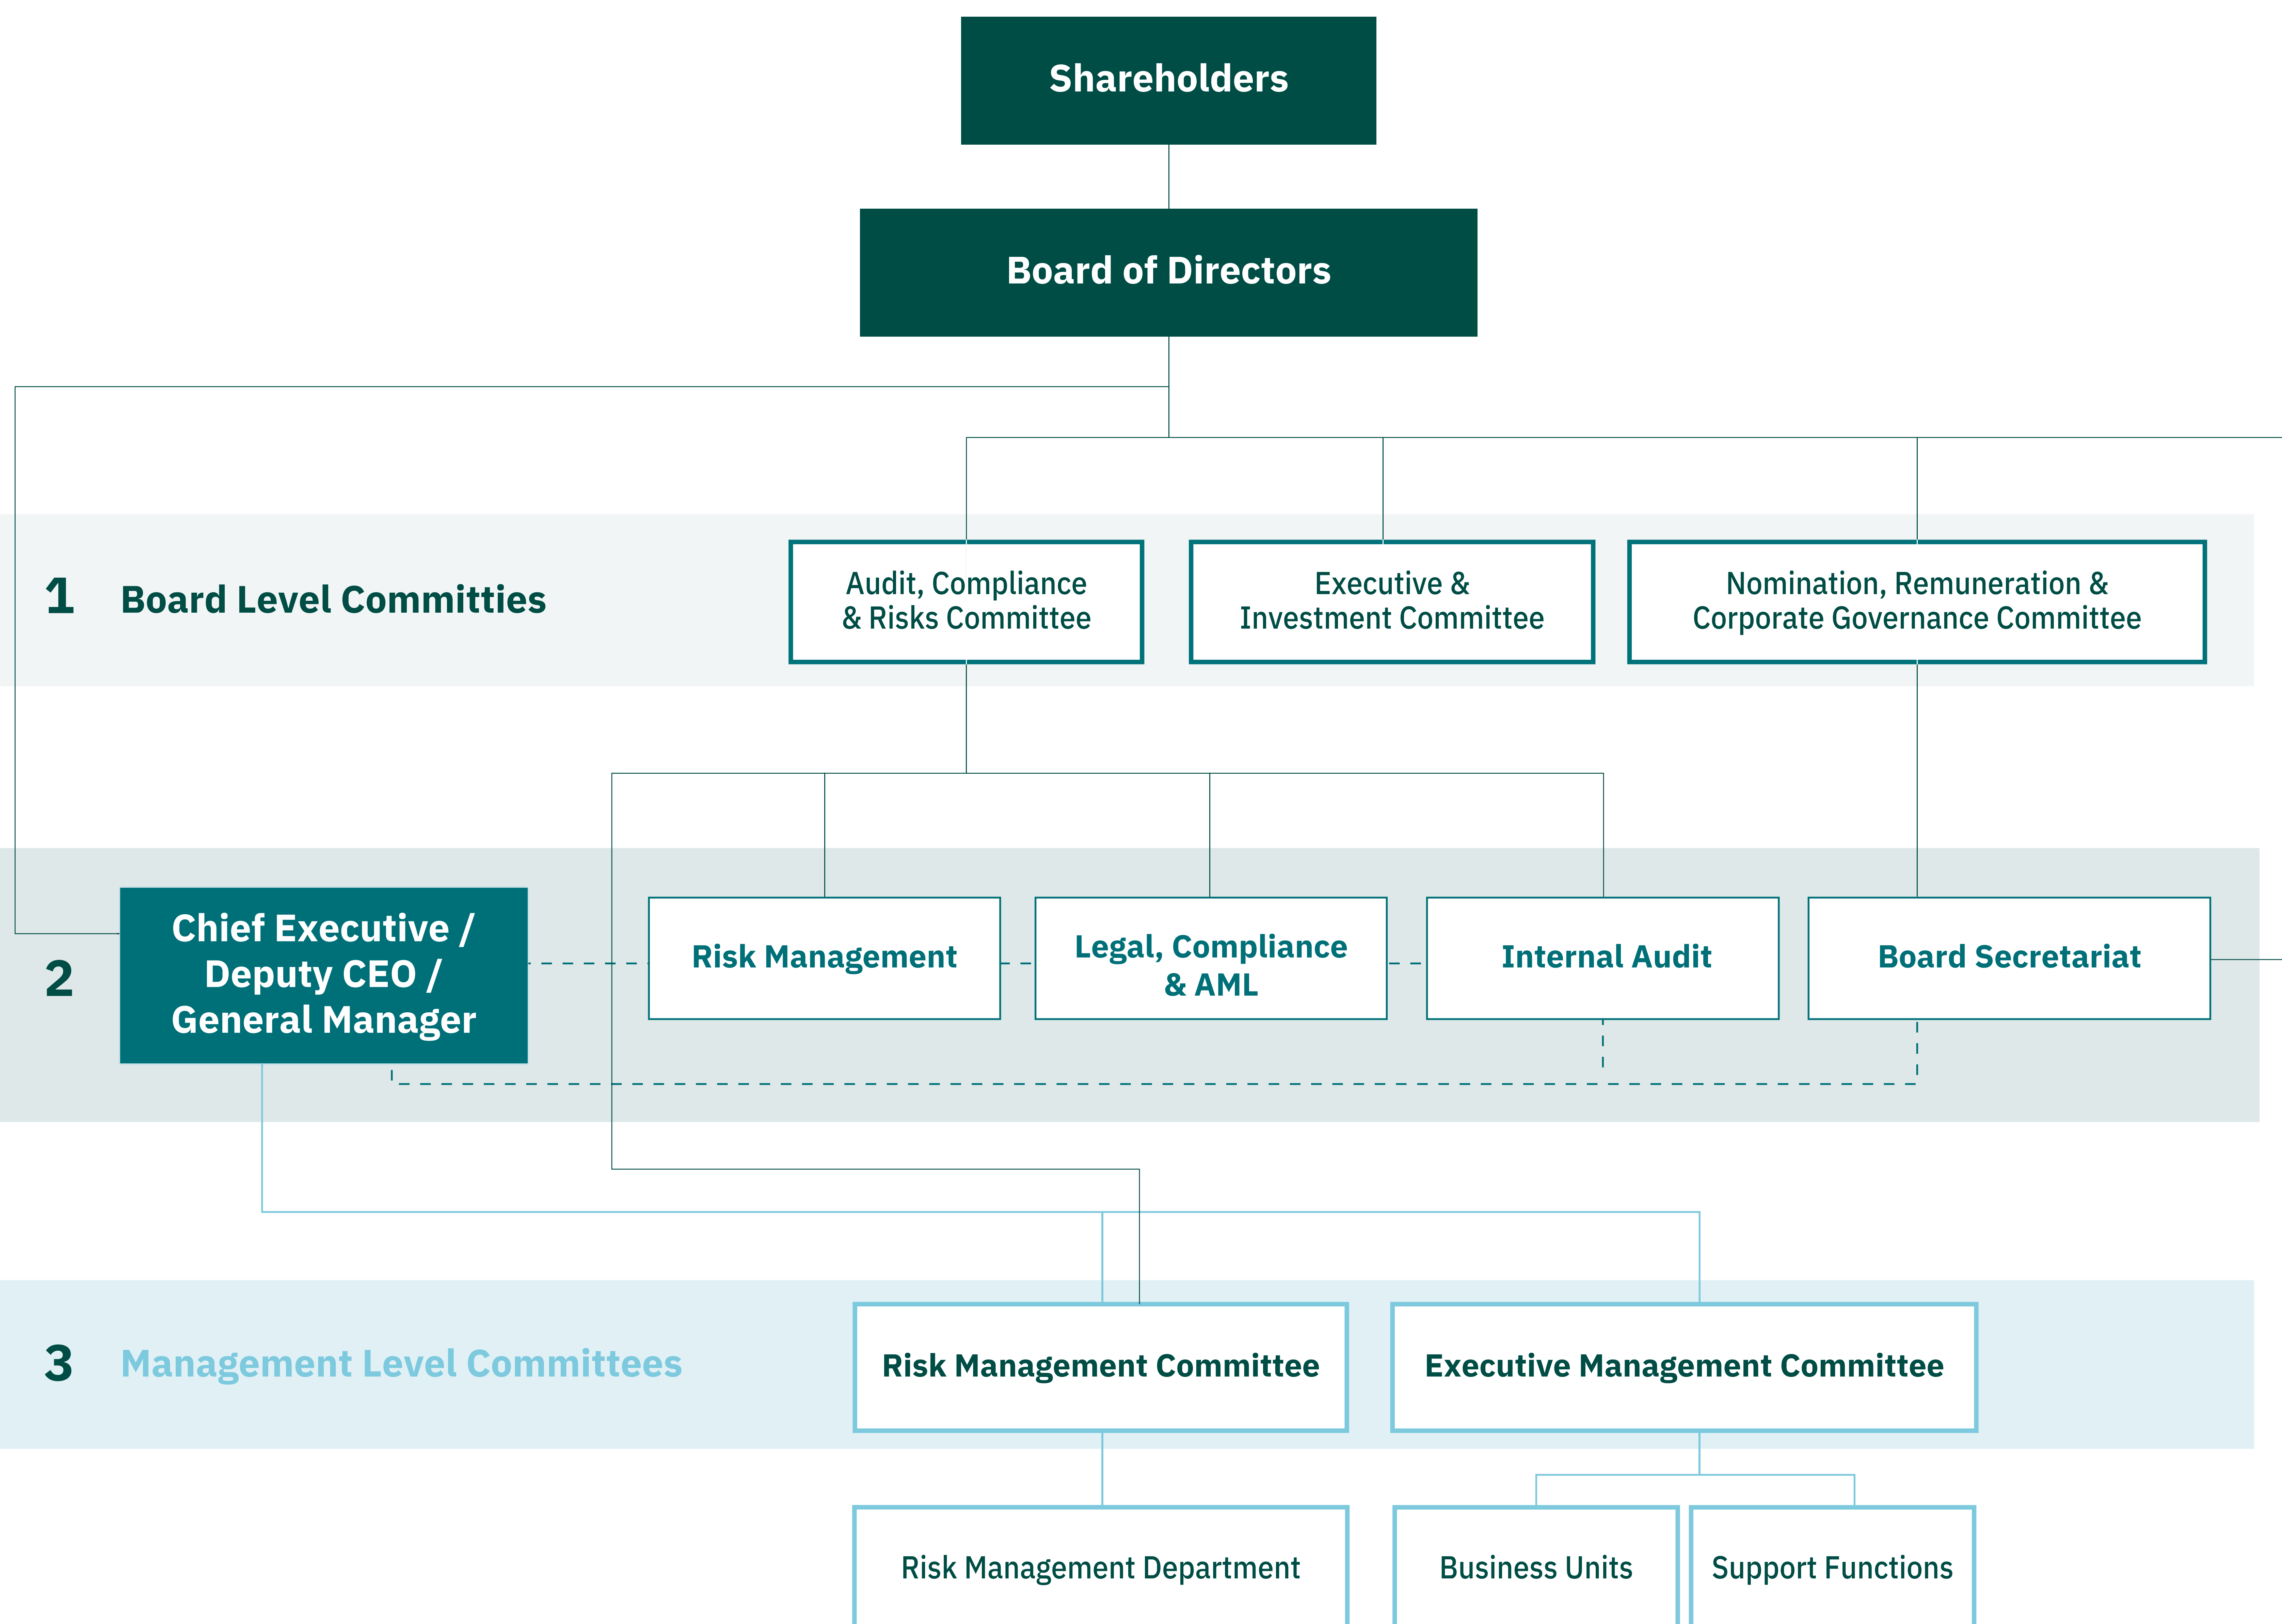 Shareholders
Board of Directors
1 Board Level Committies
Audit, Compliance
& Risks Committee
Executive &
Investment Committee
Nomination, Remuneration &
Corporate Governance Committee
2
Chief Executive /
Deputy CEO /
General Manager
Risk Management
Legal, Compliance
& AML
Internal Audit
Board Secretariat
3 Management Level Committees
Risk Management Committee
Executive Management Committee
Risk Management Department
Business Units
Support Functions